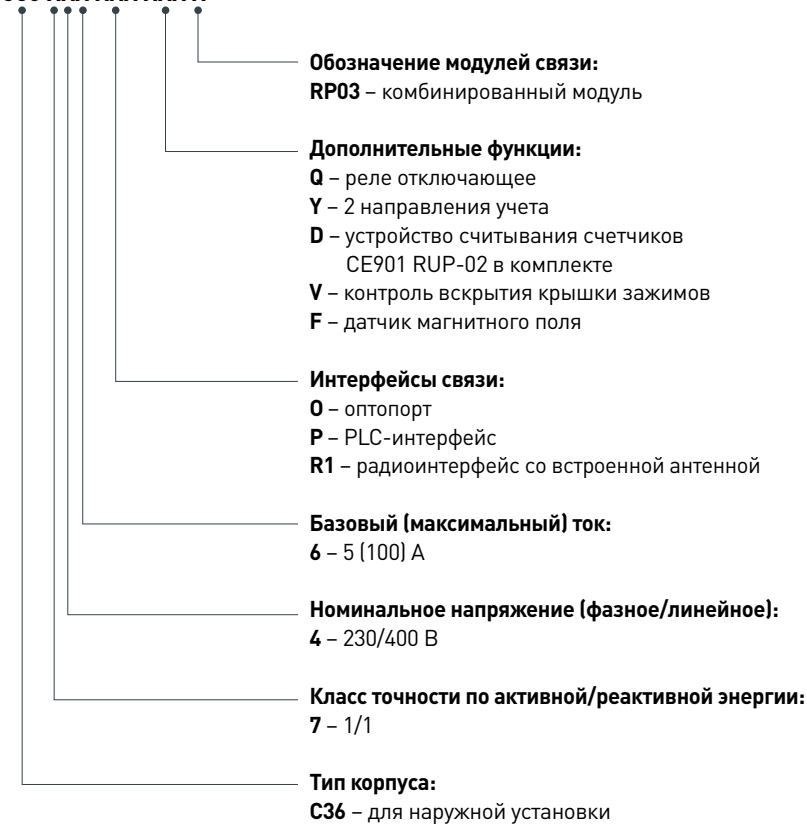 Обозначение модулей связи:
RP03 – комбинированный модуль
Дополнительные функции:
Q – реле отключающее
Y – 2 направления учета
D – устройство считывания счетчиков
CE901 RUP-02 в комплекте
V – контроль вскрытия крышки зажимов
F – датчик магнитного поля
Интерфейсы связи:
O – оптопорт
P – PLC-интерфейс
R1 – радиоинтерфейс со встроенной антенной
Базовый (максимальный) ток:
6 – 5 (100) А
Номинальное напряжение (фазное/линейное):
4 – 230/400 В
Класс точности по активной/реактивной энергии:
7 – 1/1
Тип корпуса:
C36 – для наружной установки